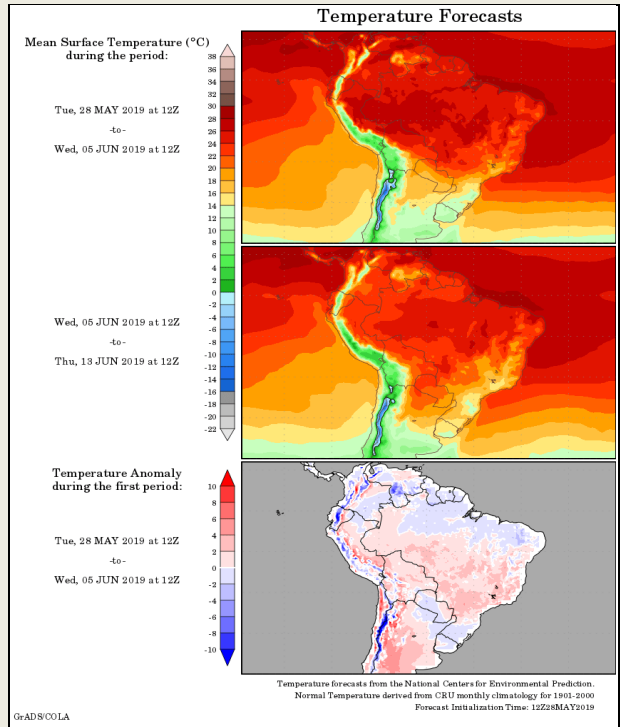 Temperature Forecasts
Mean Surface Temperature (°C)
during the period:
Tue, 28 MAY 2019 at 12Z
-to-
Wed, 05 JUN 2019 at 12Z
38
36
34
32
30
28
26
24
22
20
18
16
14
12
10
8
6
4
2
0
-2
-4
-6
-8
-10
-12
-14
-16
-18
-20
-22
Wed, 05 JUN 2019 at 12Z
-to-
Thu, 13 JUN 2019 at 12Z
Temperature Anomaly
during the first period:
Tue, 28 MAY 2019 at 12Z
-to-
Wed, 05 JUN 2019 at 12Z
10
8
6
4
2
0
-2
-4
-6
-8
-10
Temperature forecasts from the National Centers for Environmental Prediction.
Normal Temperature derived from CRU monthly climatology for 1901-2000
Forecast Initialization Time: 12Z28MAY2019
GrADS/COLA